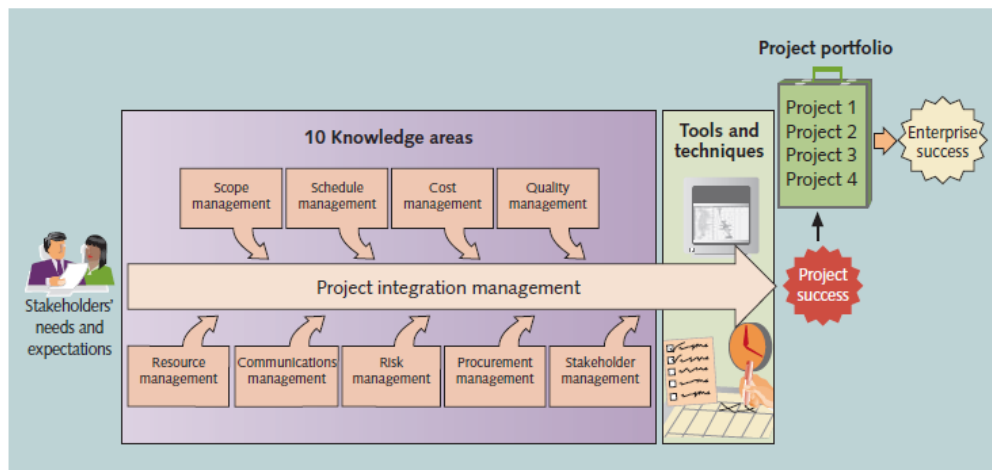 Project portfolio
Project 1
Project 2
Project 3
Project 4
Enterprise
success
10 Knowledge areas
Tools and
techniques
Scope
management
Schedule
management
Cost
management
Quality
management
Stakeholders'
needs and
expectations
Project integration management
Project
success
Resource
management
Communications
management
Risk
management
Procurement
management
Stakeholder
management